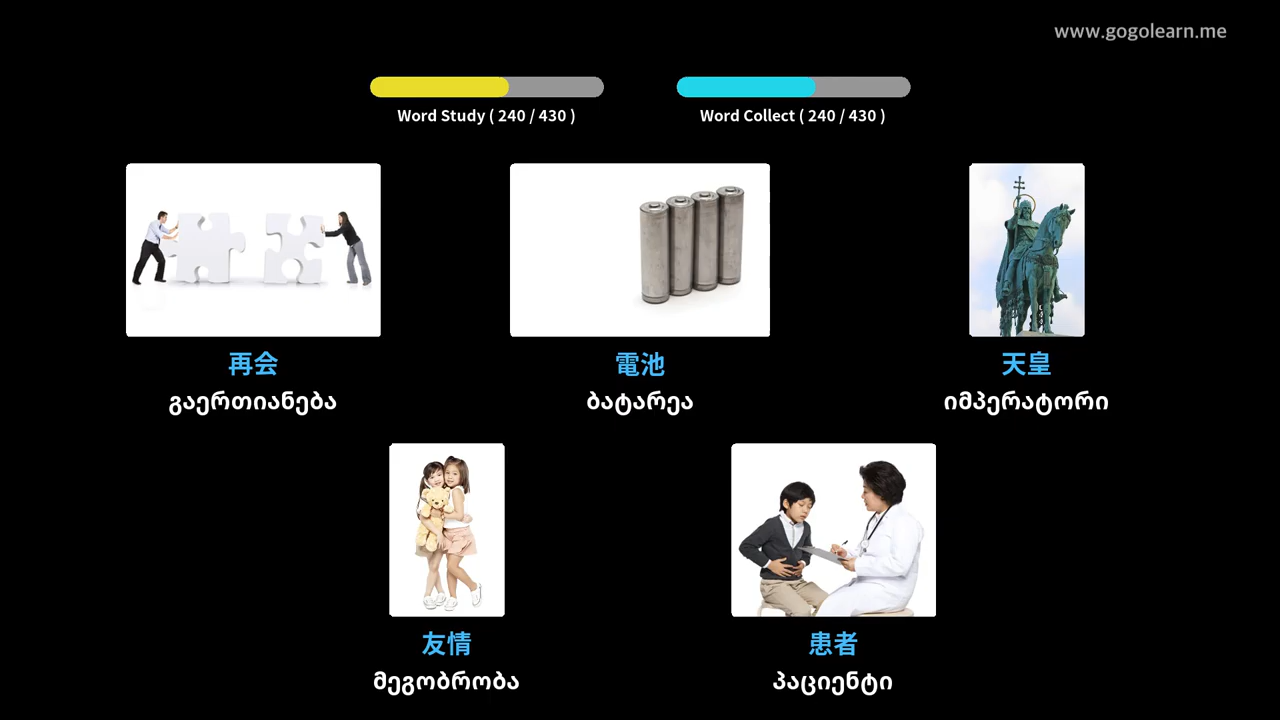 www.gogolearn.me
Word Study ( 240 / 430 )
Word Collect ( 240 / 430 )
再会
გაერთიანება
電池
ბატარეა
天皇
იმპერატორი
友情
მეგობრობა
患者
პაციენტი